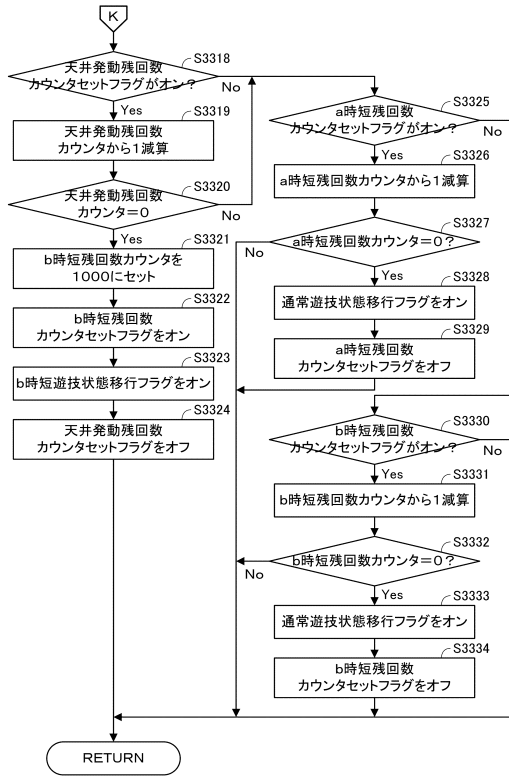 K
S3318
天井発動残回数
カウンタセットフラグがオン？
No
Yes
S3319
天井発動残回数
カウンタから1減算
S3320
天井発動残回数
カウンタ＝0
No
Yes
S3321
b時短残回数カウンタを
1000にセット
S3322
b時短残回数
カウンタセットフラグをオン
S3323
b時短遊技状態移行フラグをオン
S3324
天井発動残回数
カウンタセットフラグをオフ
S3325
a時短残回数
カウンタセットフラグがオン？
No
Yes
S3326
a時短残回数カウンタから1減算
S3327
a時短残回数カウンタ＝0？
No
Yes
S3328
通常遊技状態移行フラグをオン
S3329
a時短残回数
カウンタセットフラグをオフ
S3330
b時短残回数
カウンタセットフラグがオン？
No
Yes
S3331
b時短残回数カウンタから1減算
S3332
b時短残回数カウンタ＝0？
No
Yes
S3333
通常遊技状態移行フラグをオン
S3334
b時短残回数
カウンタセットフラグをオフ
RETURN